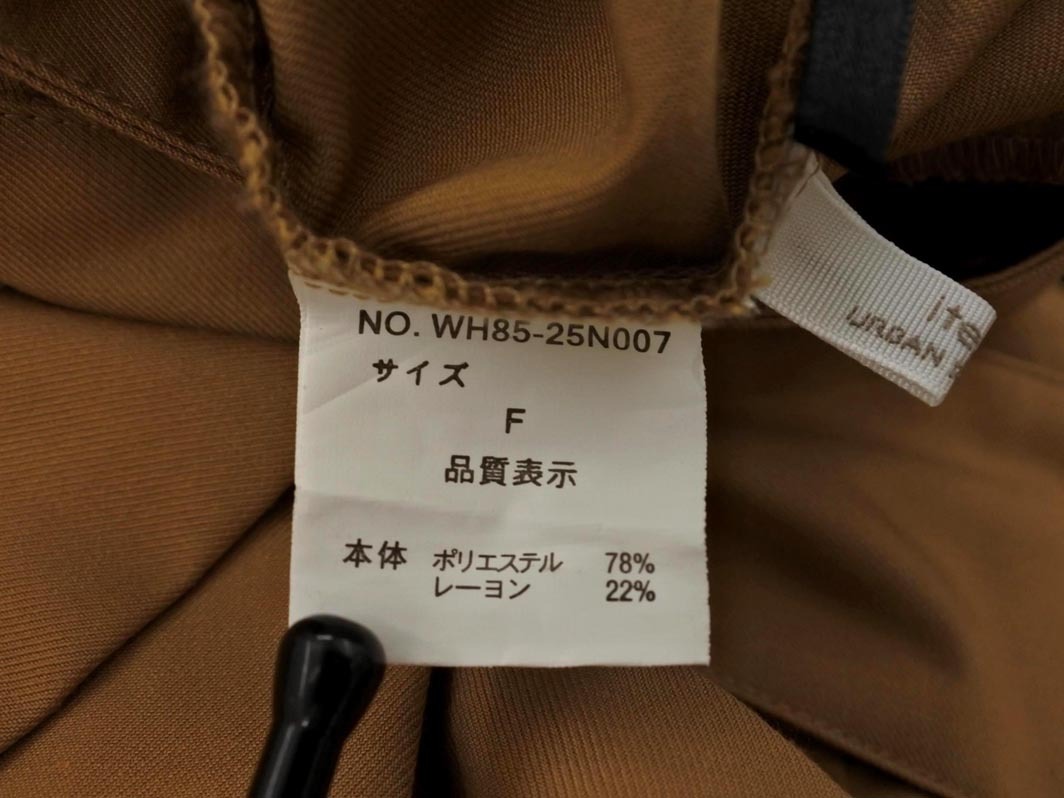 NO. WH85-25N007
サイズ
F
品質表示
本体 ポリエステル 78%
レーヨン 22%
URBAN